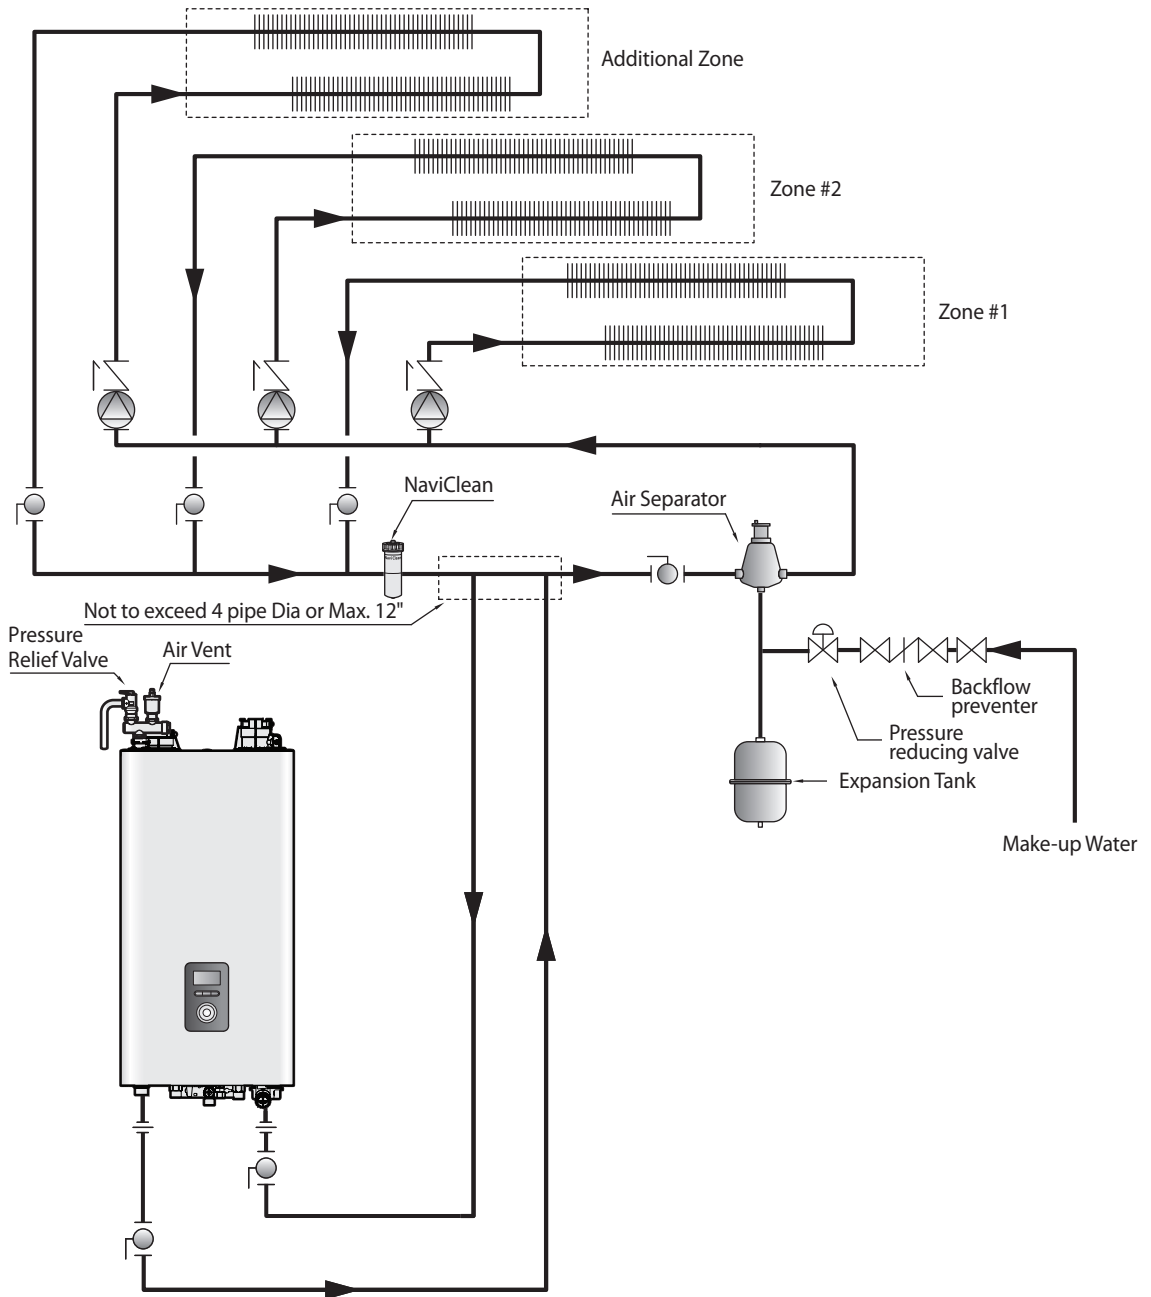 Additional Zone
Zone #2
Zone #1
NaviClean
Air Separator
Not to exceed 4 pipe Dia or Max. 12"
Pressure
Relief Valve
Air Vent
Backflow
preventer
Pressure
reducing valve
Expansion Tank
Make-up Water